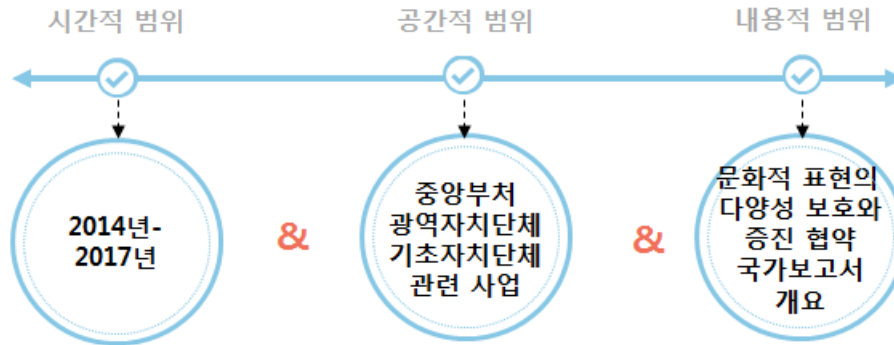 시간적 범위
공간적 범위
내용적 범위
2014년-
2017년
&
중앙부처
광역자치단체
기초자치단체
관련 사업
&
문화적 표현의
다양성 보호와
증진 협약
국가보고서
개요